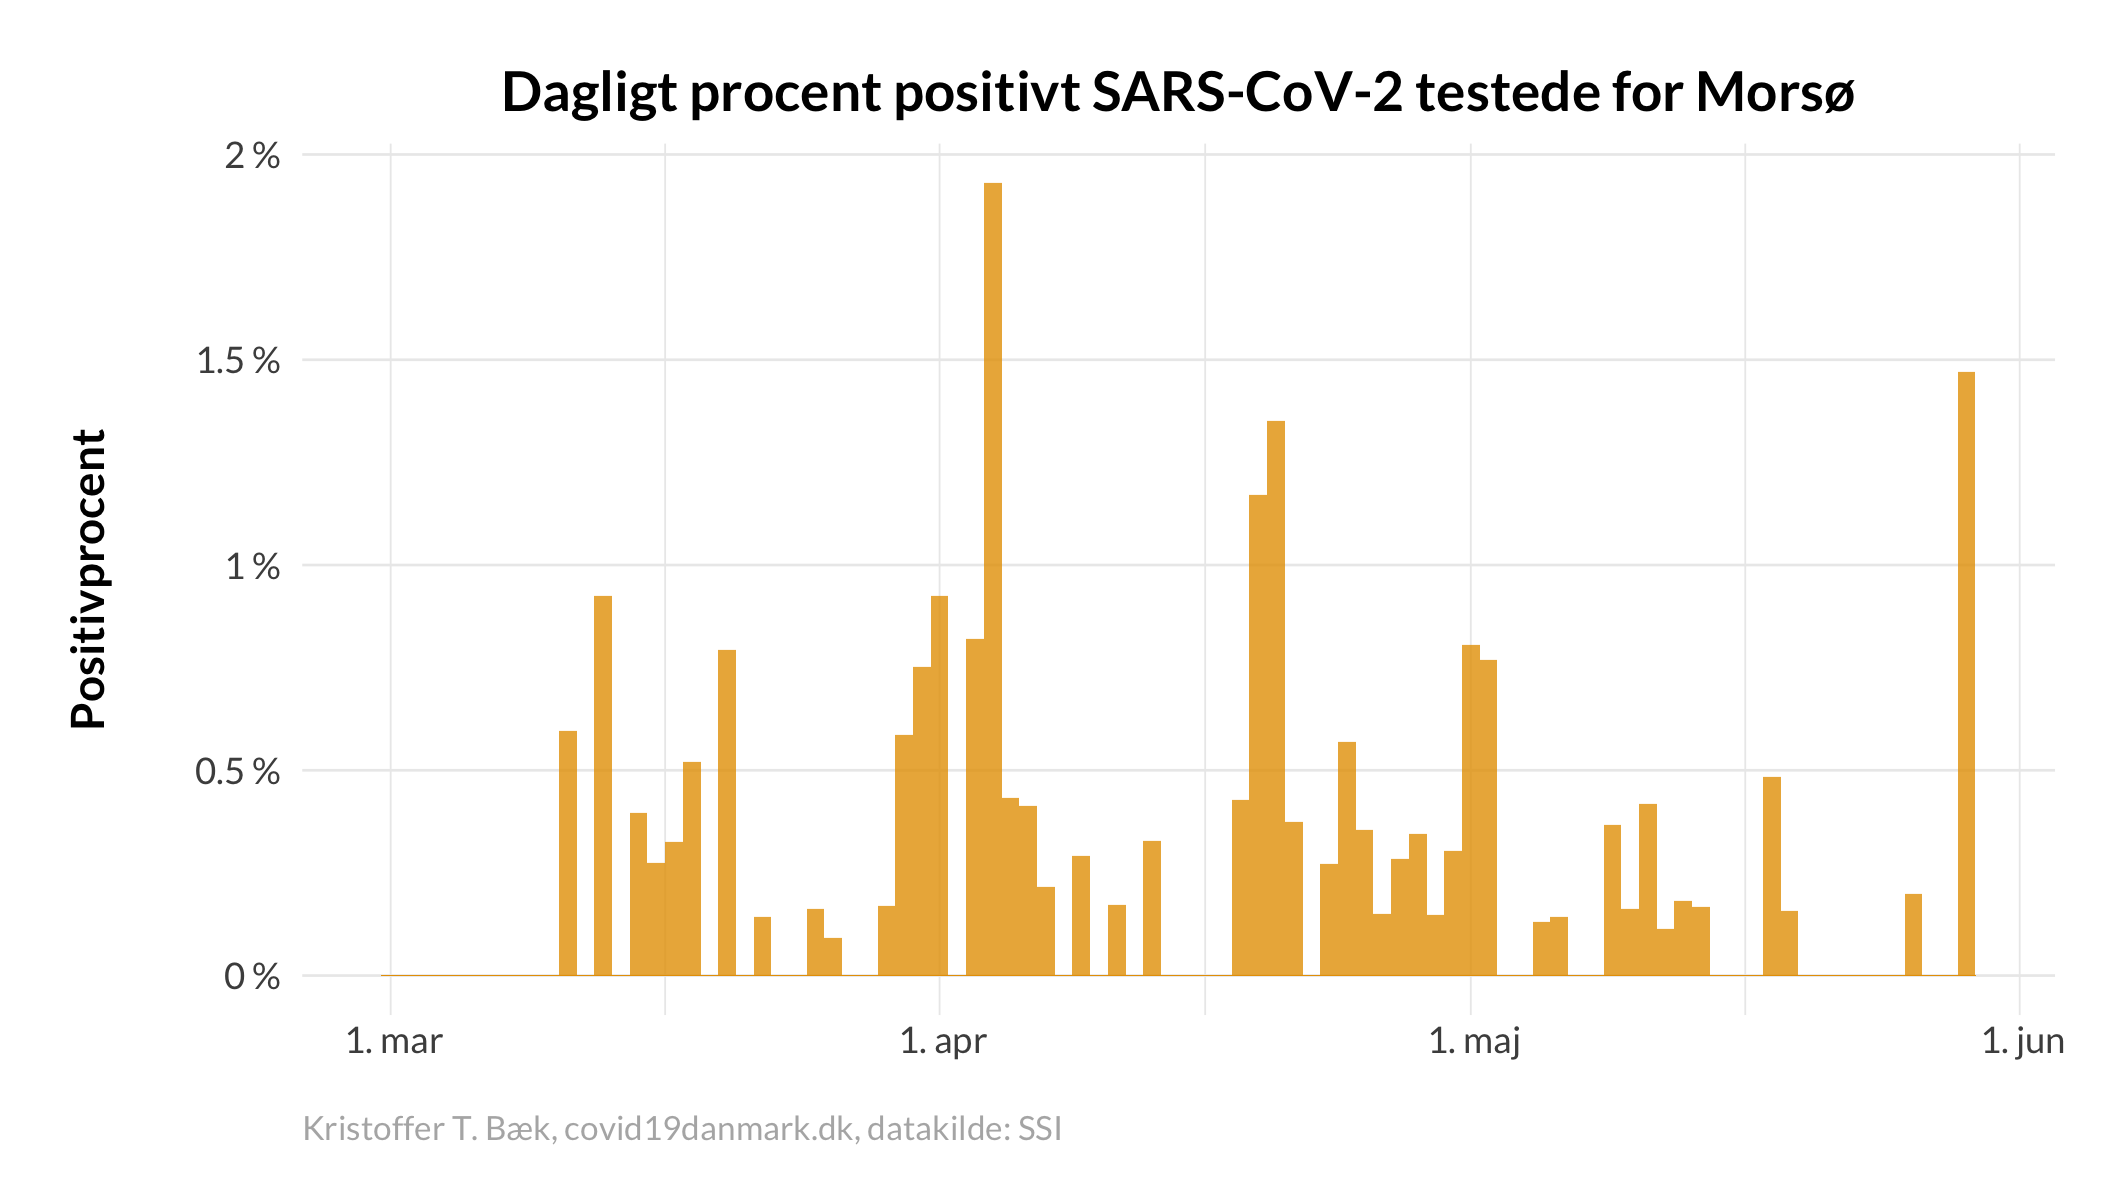 Dagligt procent positivt SARS-CoV-2 testede for Morsø
Positivprocent
2 %
1.5 %
1 %
0.5 %
0 %
1. mar
1. apr
1. maj
1. jun
Kristoffer T. Bæk, covid19danmark.dk, datakilde: SSI